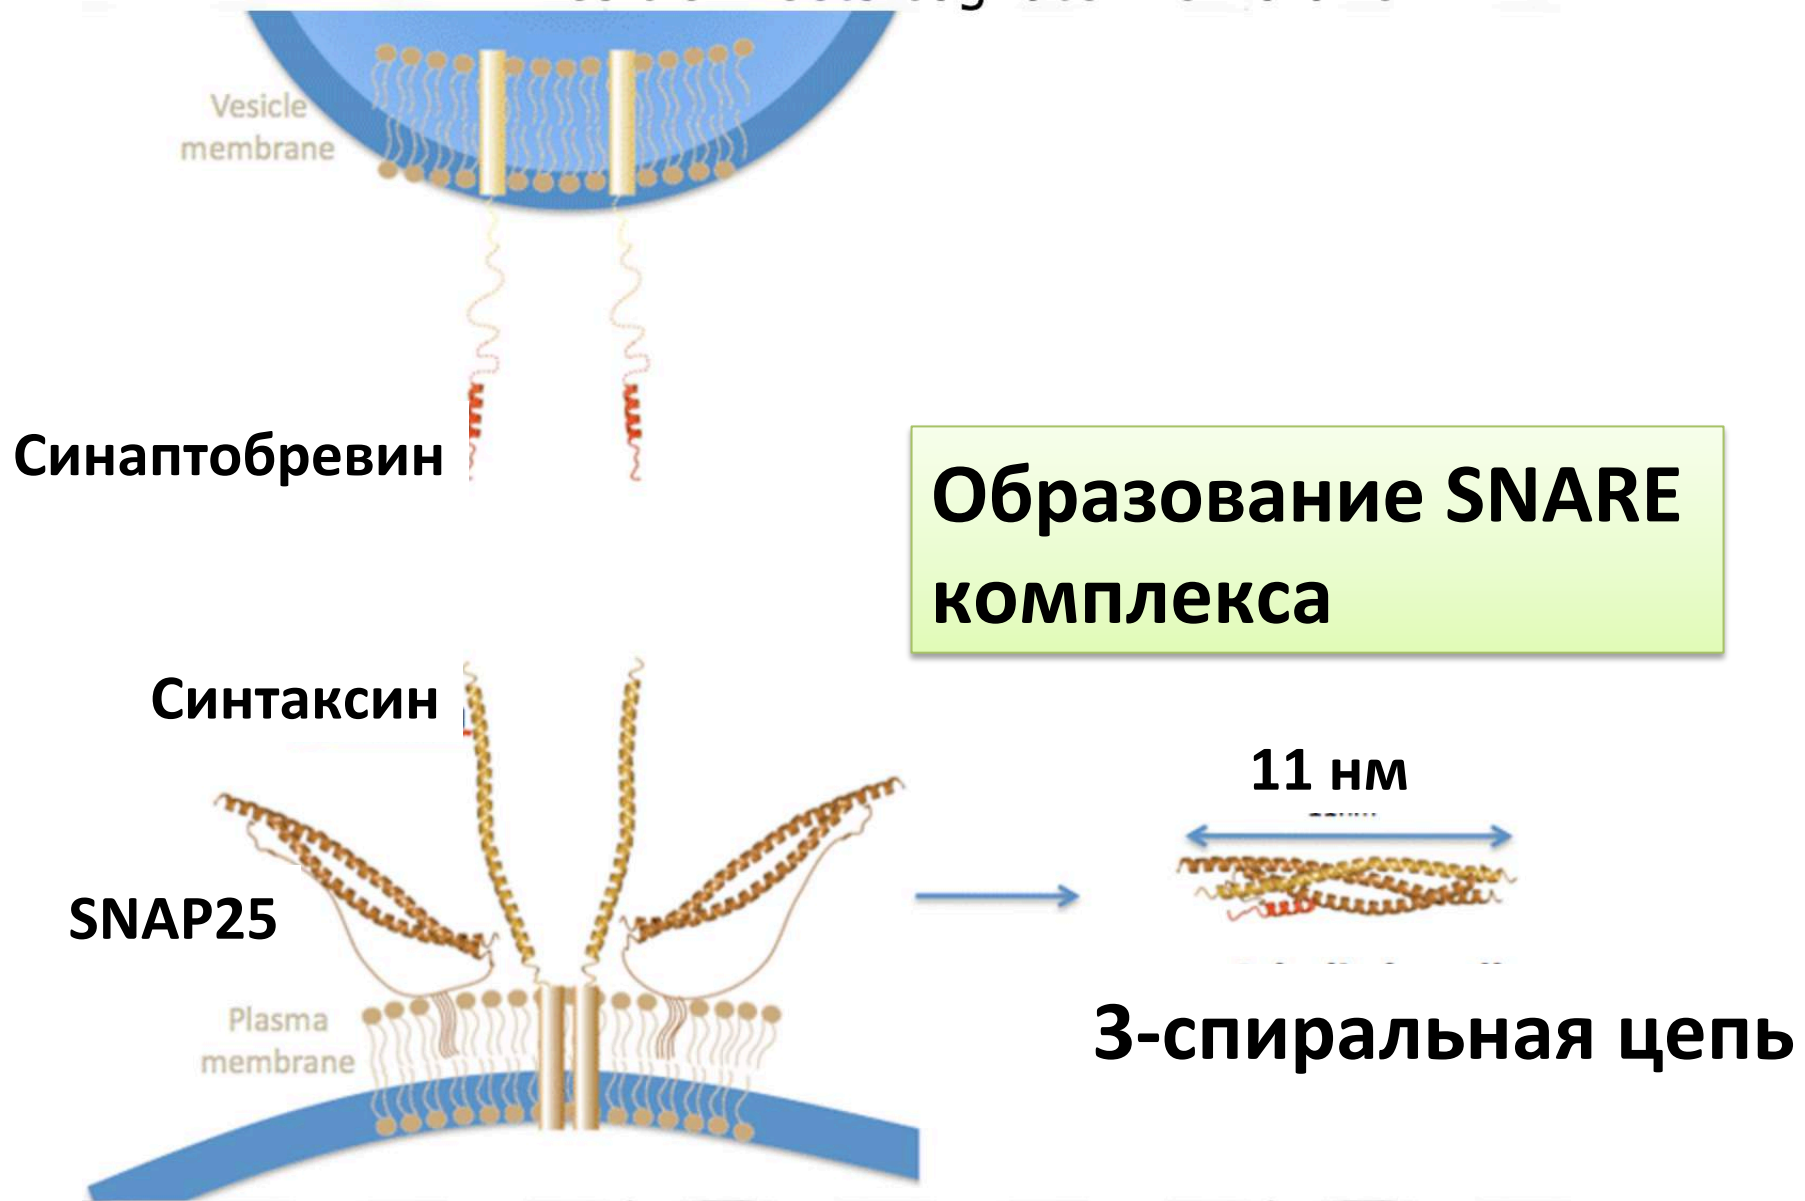 Vesicle
membrane
Синаптобревин
Образование SNARE
комплекса
Синтаксин
11 нм
SNAP25
Plasma
membrane
3-спиральная цепь